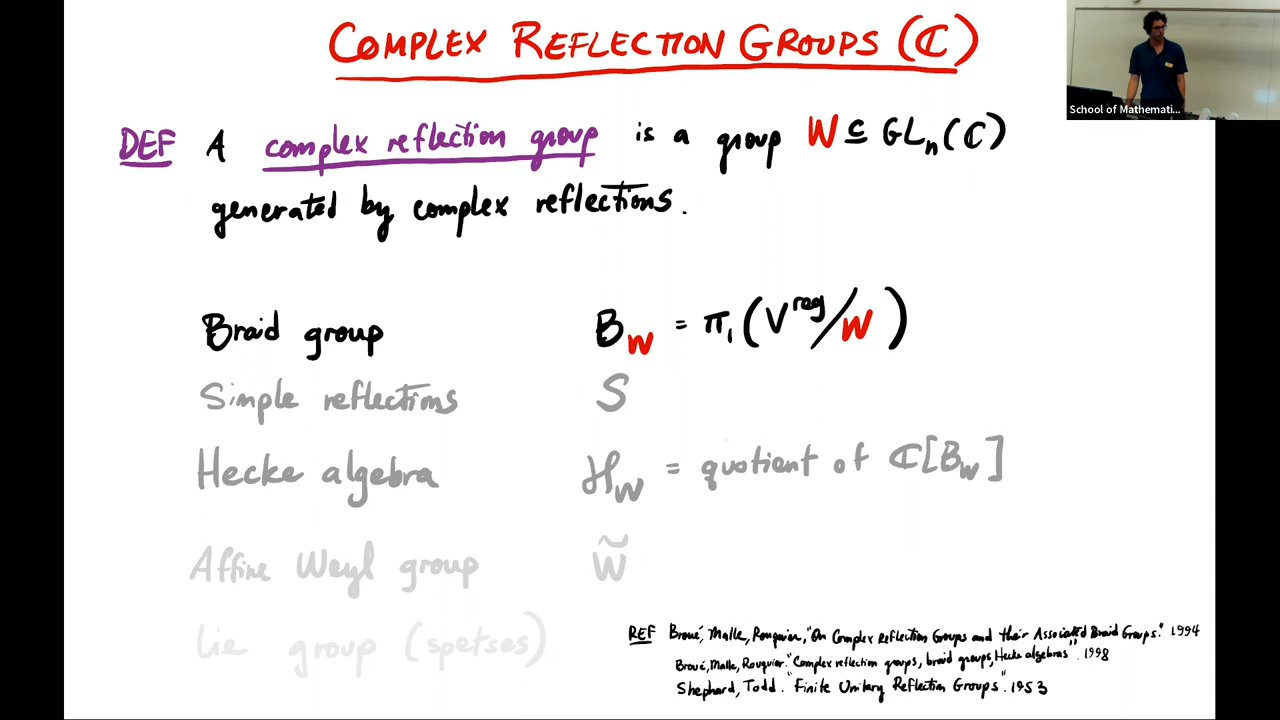 COMPLEX REFLECTION GROUPS (ℂ)
School of Mathemati...
DEF A complex reflection group is a group W ⊆ GLₙ(ℂ)
generated by complex reflections.
Braid group B_W = π₁(V^reg/W)
Simple reflections S
Hecke algebra ℋ_W = quotient of ℂ[B_W]
Affine Weyl group W̃
Lie group (spetses)
REF Broué, Malle, Rouquier, "On Complex Reflection Groups and their Associated Braid Groups." 1994
Broué, Malle, Rouquier. "Complex reflection groups, braid groups, Hecke algebras". 1998
Shephard, Todd. "Finite Unitary Reflection Groups". 1953